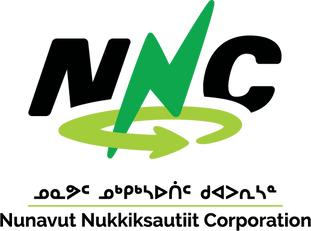 NNC
ᓄᓇᕗᑦ ᓄᒃᑭᒃᓴᐅᑏᑦ ᑯᐊᐳᕆᓴᓐ
Nunavut Nukkiksautiit Corporation